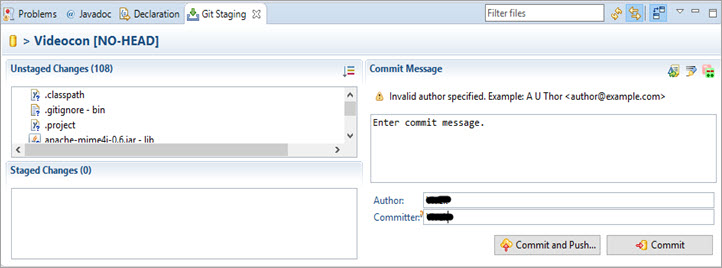 Problems @ Javadoc Declaration Git Staging Filter files
> Videocon [NO-HEAD]
Unstaged Changes (108)
.classpath
.gitignore - bin
.project
apache-mime4j-0.6.jar - lib
Staged Changes (0)
Commit Message
Invalid author specified. Example: A U Thor <author@example.com>
Enter commit message.
Author:
Committer:
Commit and Push...
Commit